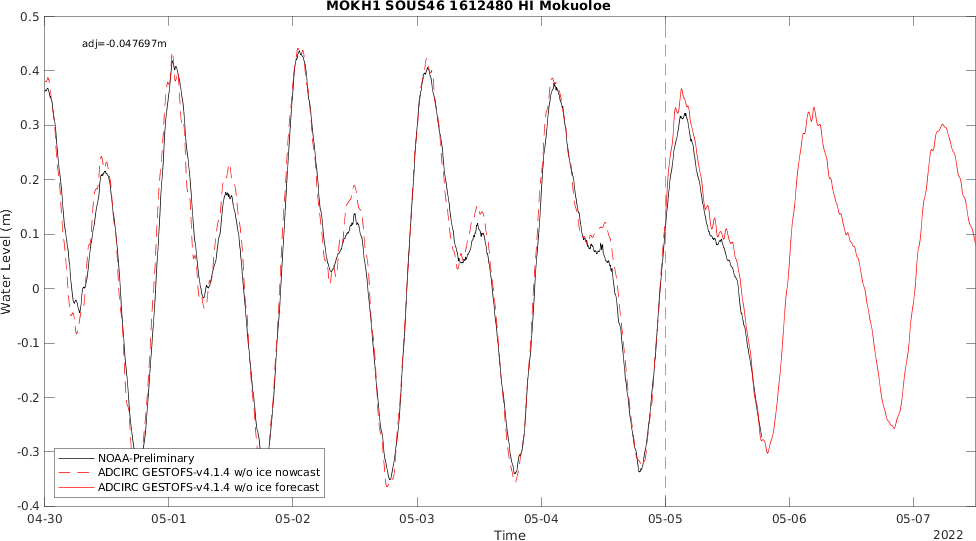 MOKH1 SOUS46 1612480 HI Mokuoloe
adj=-0.047697m
Water Level (m)
0.5
0.4
0.3
0.2
0.1
0
-0.1
-0.2
-0.3
-0.4
NOAA-Preliminary
ADCIRC GESTOFS-v4.1.4 w/o ice nowcast
ADCIRC GESTOFS-v4.1.4 w/o ice forecast
04-30 05-01 05-02 05-03 05-04 05-05 05-06 05-07
Time
2022